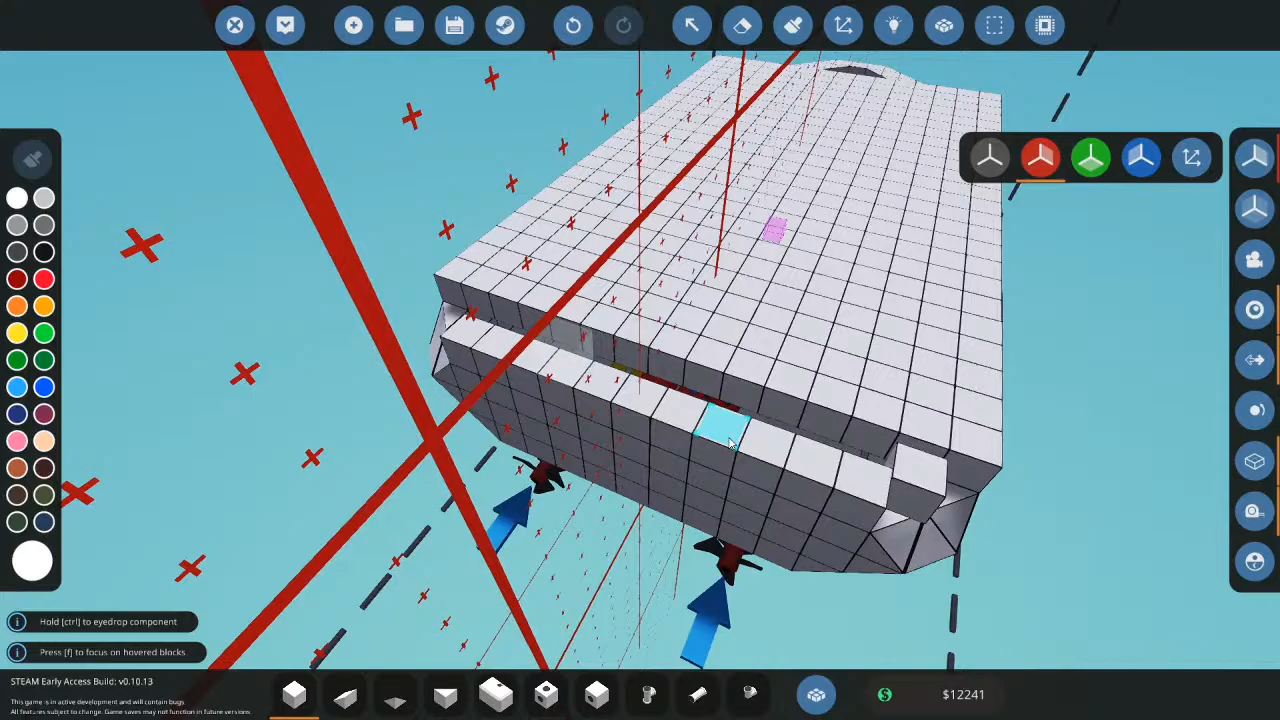 Hold [ctrl] to eyedrop component
Press [f] to focus on hovered blocks
STEAM Early Access Build: v0.10.13
This game is in active development and will contain bugs
All features subject to change. Game saves may not function in future versions
$ $12241